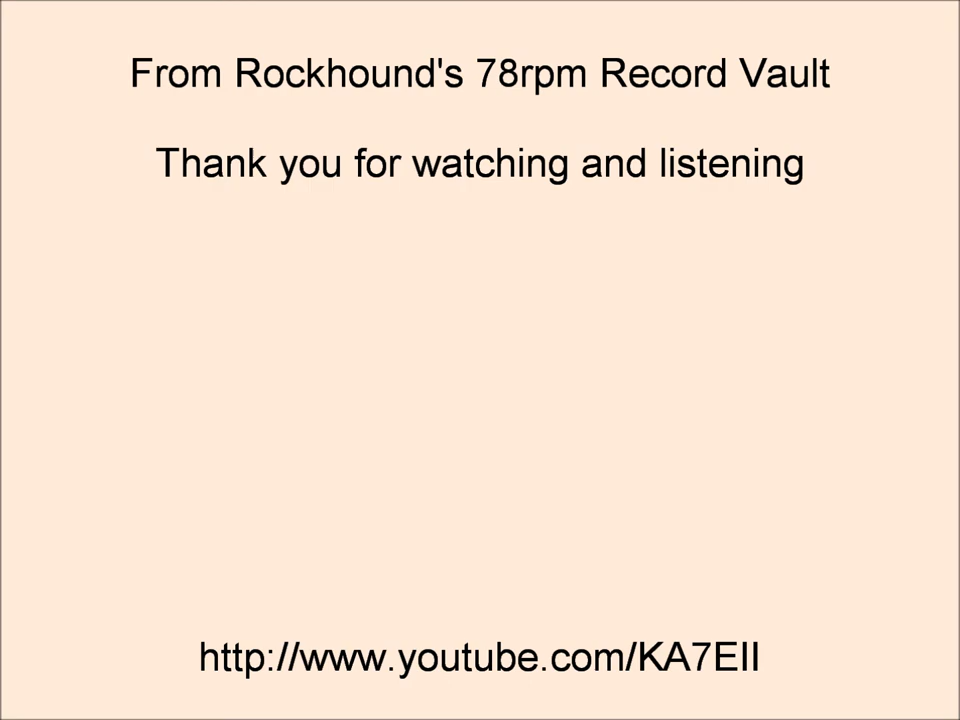 From Rockhound's 78rpm Record Vault
Thank you for watching and listening
http://www.youtube.com/KA7EII